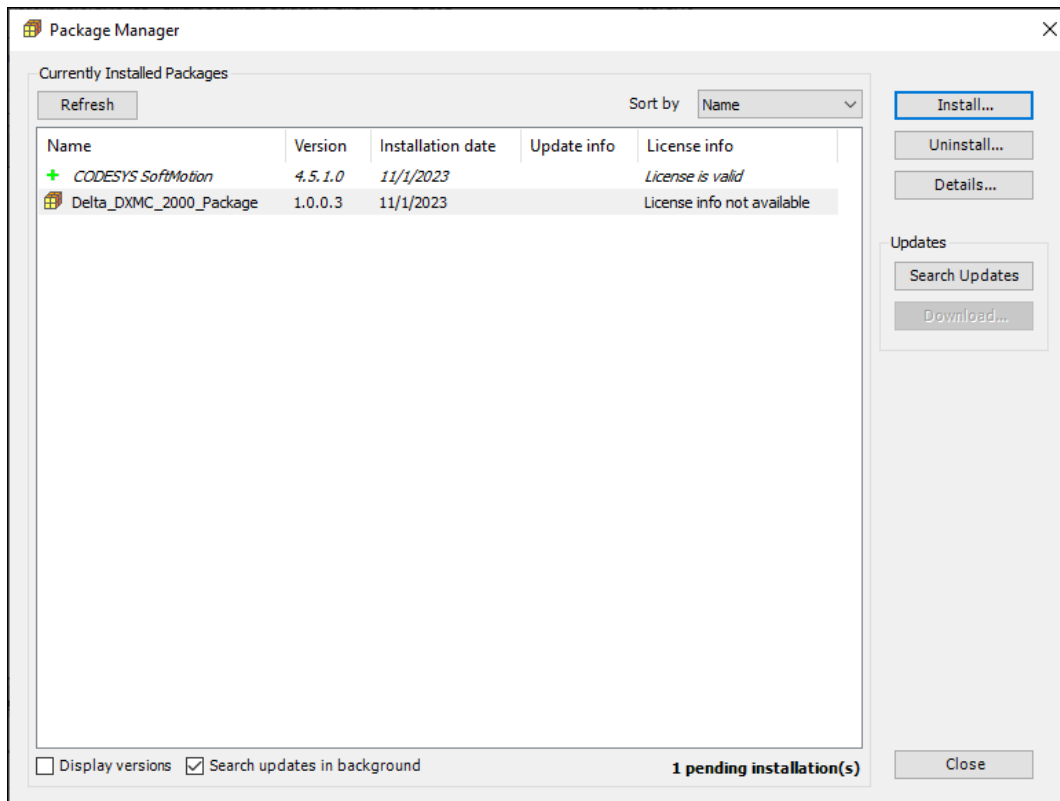 Package Manager
Currently Installed Packages
Refresh
Sort by Name
Install...
Name Version Installation date Update info License info
Uninstall...
CODESYS SoftMotion 4.5.1.0 11/1/2023 License is valid
Details...
Delta_DXMC_2000_Package 1.0.0.3 11/1/2023 License info not available
Updates
Search Updates
Download...
Display versions Search updates in background 1 pending installation(s)
Close